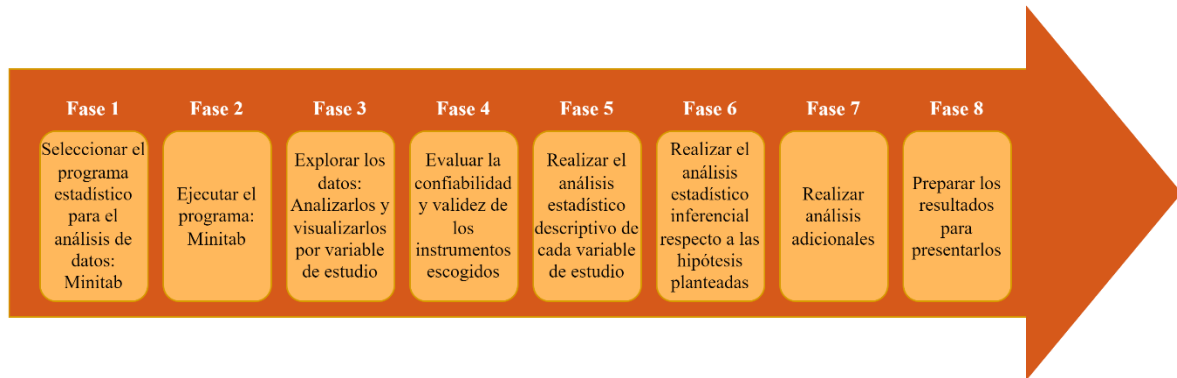 Fase 1
Seleccionar el
programa
estadístico
para el
análisis de
datos:
Minitab
Fase 2
Ejecutar el
programa:
Minitab
Fase 3
Explorar los
datos:
Analizarlos y
visualizarlos
por variable
de estudio
Fase 4
Evaluar la
confiabilidad
y validez de
los
instrumentos
escogidos
Fase 5
Realizar el
análisis
estadístico
descriptivo de
cada variable
de estudio
Fase 6
Realizar el
análisis
estadístico
inferencial
respecto a las
hipótesis
planteadas
Fase 7
Realizar
análisis
adicionales
Fase 8
Preparar los
resultados
para
presentarlos